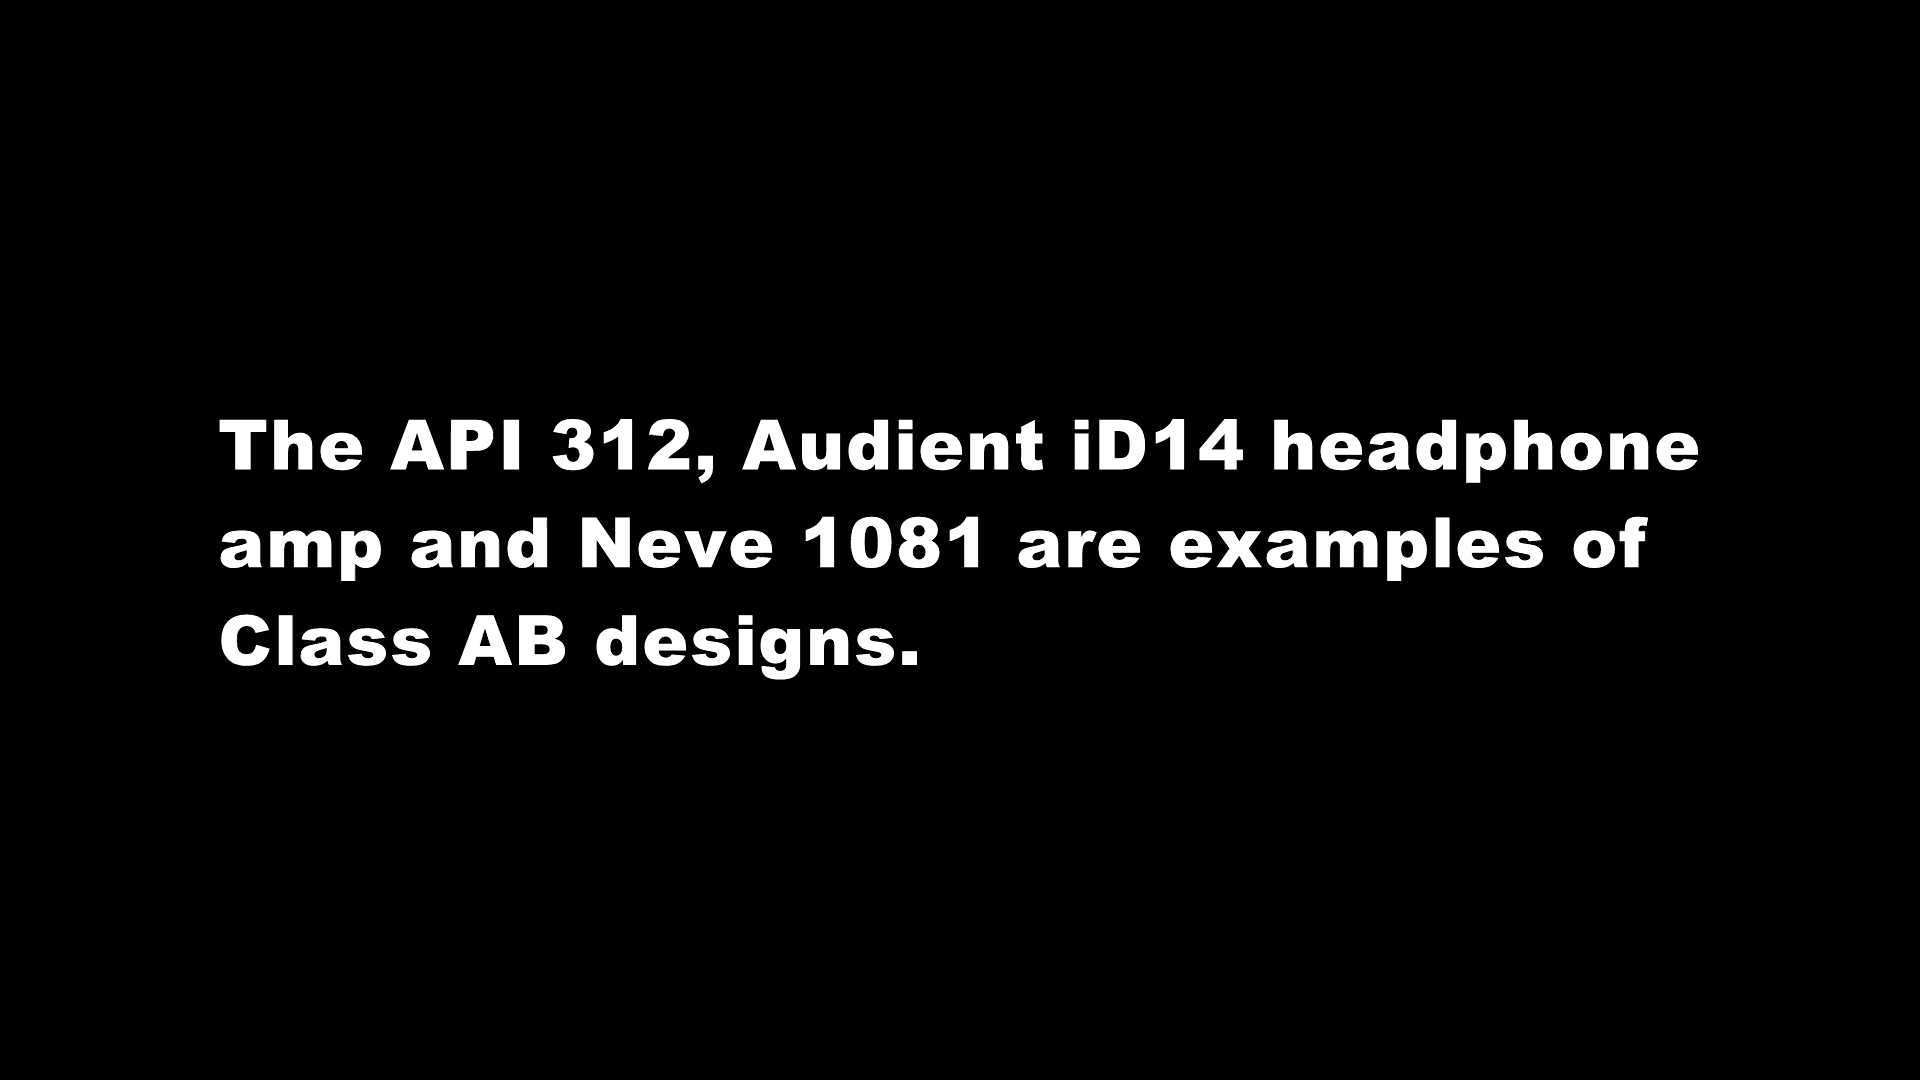 The API 312, Audient iD14 headphone
amp and Neve 1081 are examples of
Class AB designs.